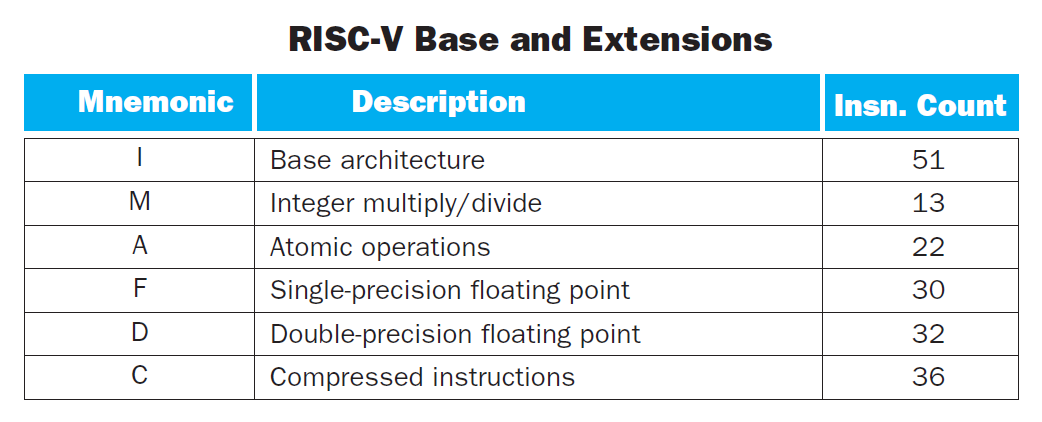 RISC-V Base and Extensions
Mnemonic Description Insn. Count
I Base architecture 51
M Integer multiply/divide 13
A Atomic operations 22
F Single-precision floating point 30
D Double-precision floating point 32
C Compressed instructions 36